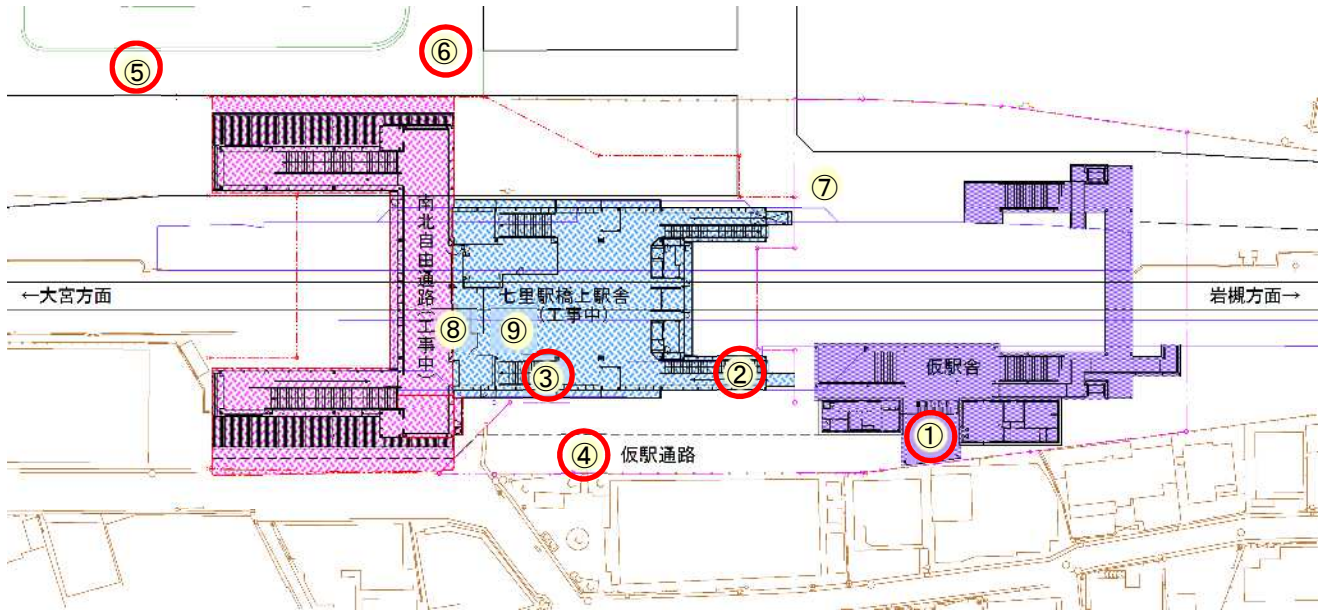 ⑥
⑤
⑦
南北自由通路(工事中)
←大宮方面
七里駅橋上駅舎
(工事中)
岩槻方面→
⑧
⑨
③
②
仮駅舎
①
④
仮駅通路